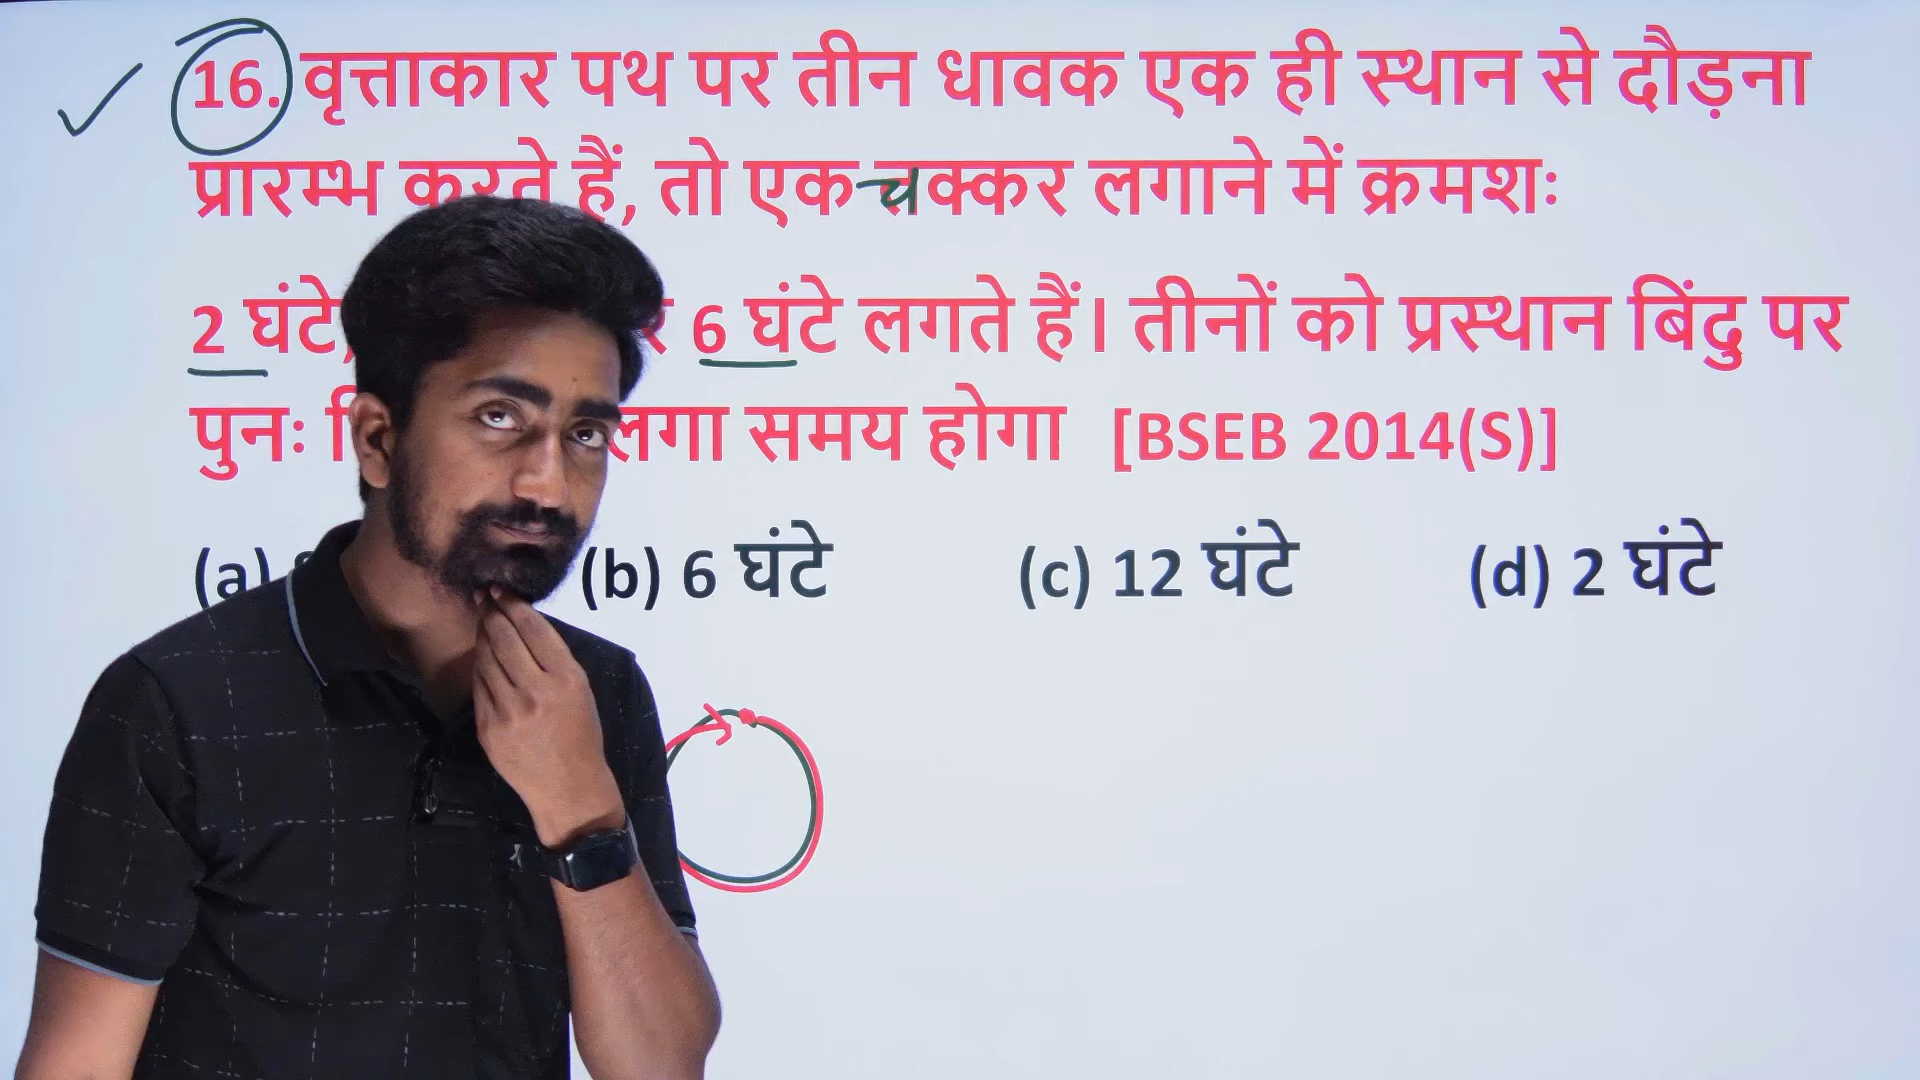 16. वृत्ताकार पथ पर तीन धावक एक ही स्थान से दौड़ना
प्रारम्भ करते हैं, तो एक चक्कर लगाने में क्रमशः
2 घंटे, 6 घंटे लगते हैं। तीनों को प्रस्थान बिंदु पर
पुनः लगा समय होगा [BSEB 2014(S)]
(a) (b) 6 घंटे (c) 12 घंटे (d) 2 घंटे